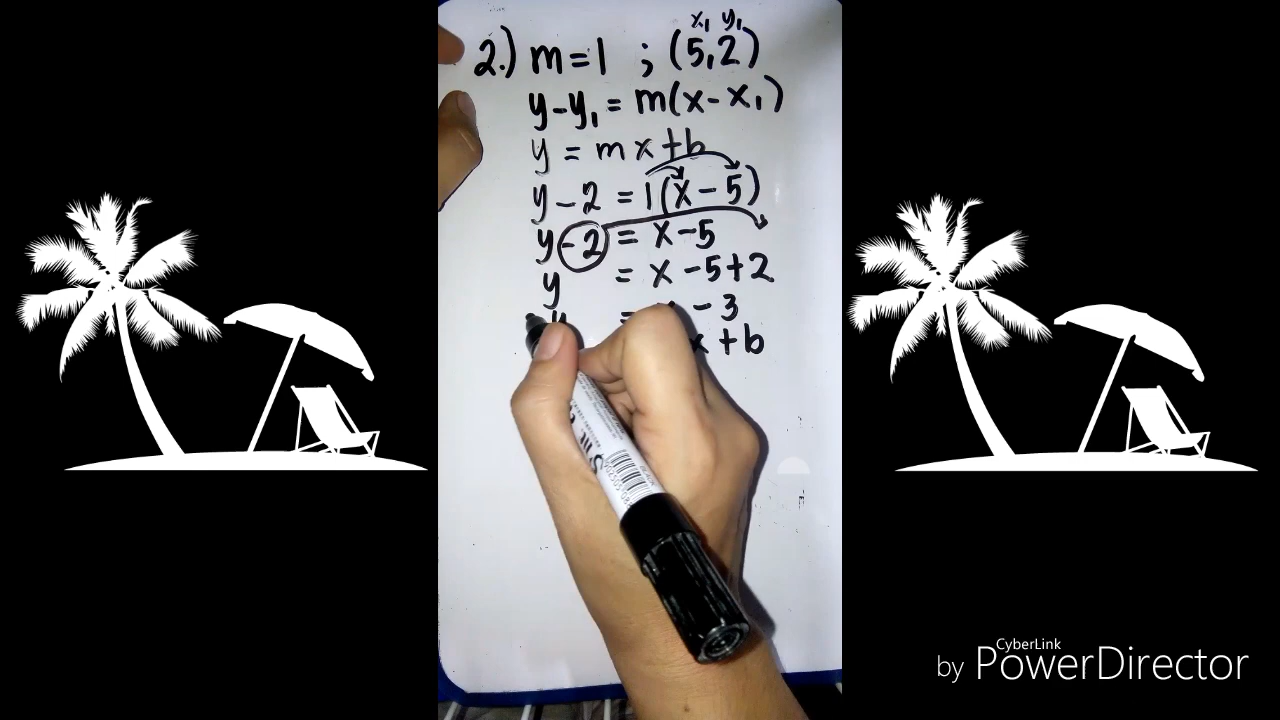 x₁ y₁
2.) m=1 ; (5,2)
y-y₁ = m(x-x₁)
y = mx+b
y-2 = 1(x-5)
y-2 = x-5
y = x-5+2
y = -3
x+b
CyberLink
by PowerDirector